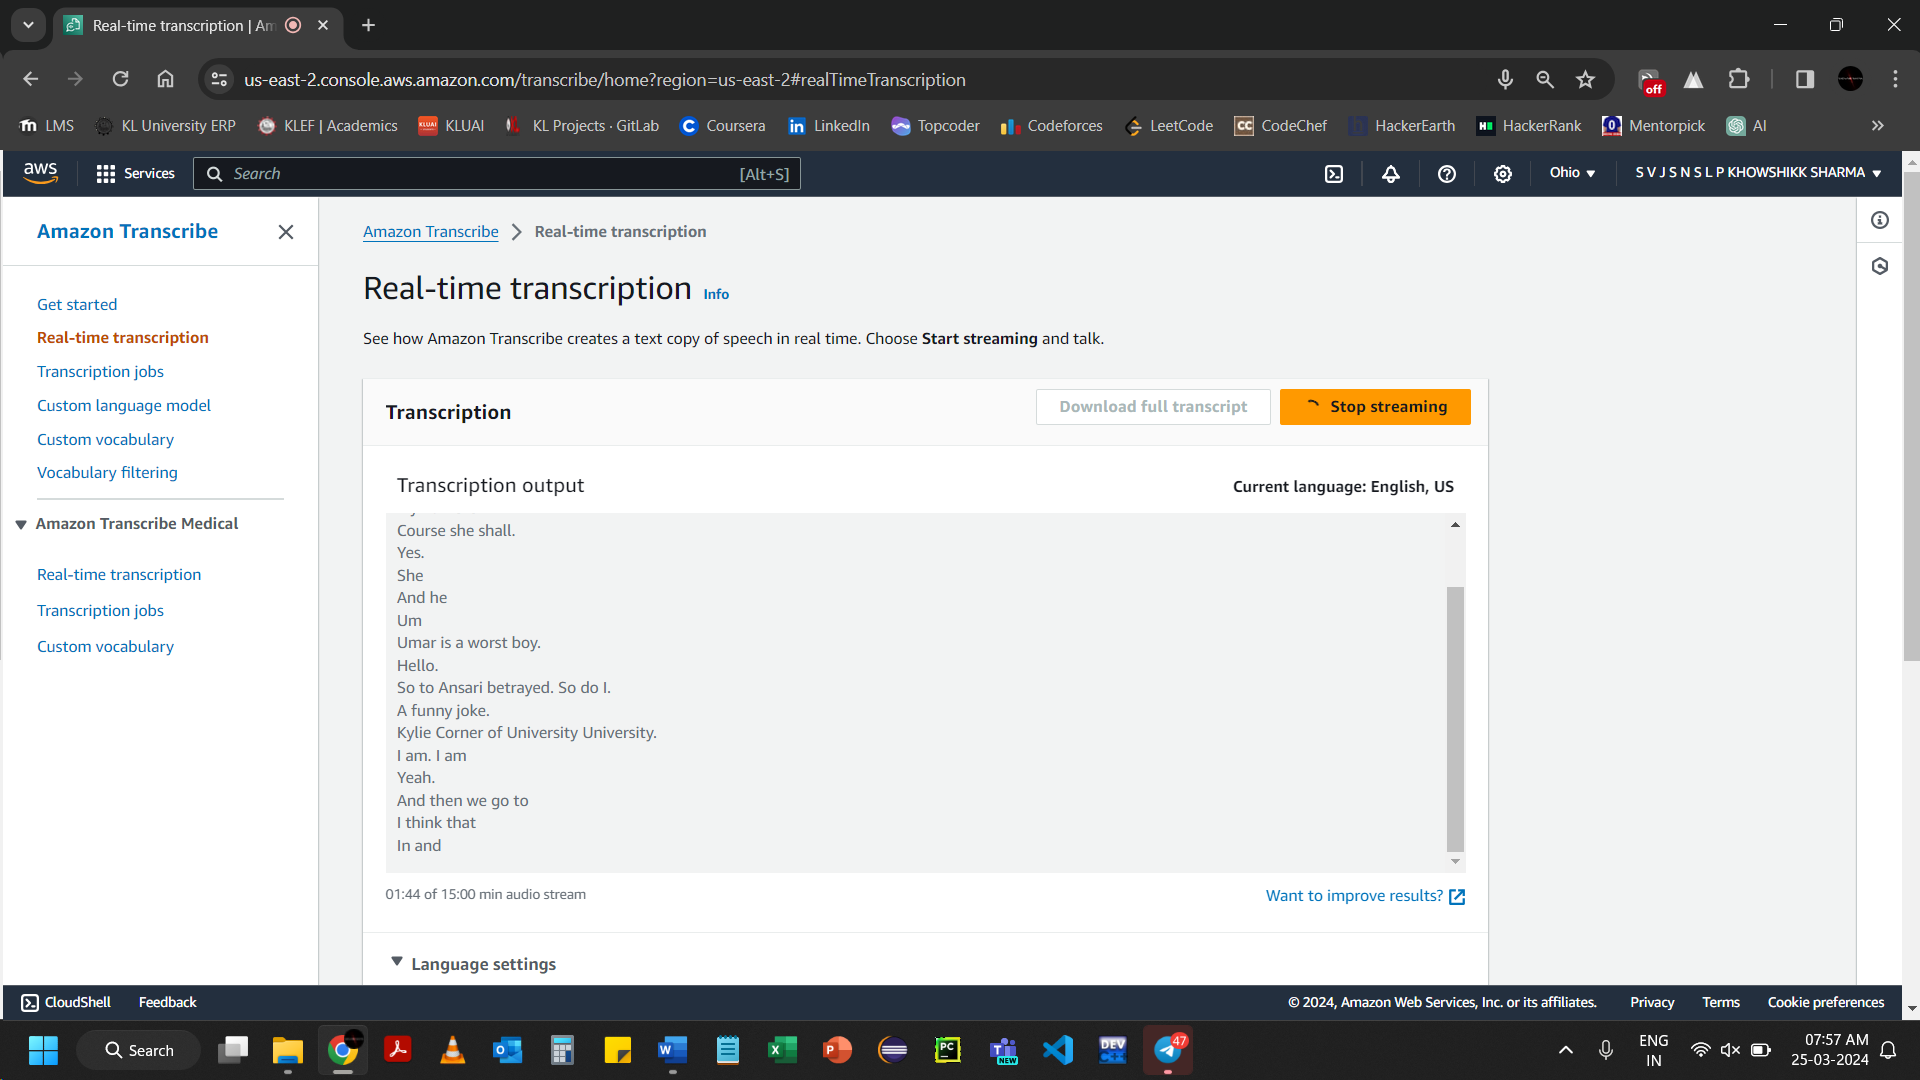 Real-time transcription | Am
us-east-2.console.aws.amazon.com/transcribe/home?region=us-east-2#realTimeTranscription
off
LMS
KL University ERP
KLEF | Academics
KLUAI
KL Projects · GitLab
Coursera
LinkedIn
Topcoder
Codeforces
LeetCode
CodeChef
HackerEarth
HackerRank
Mentorpick
AI
aws
Services
Search
[Alt+S]
Ohio
S V J S N S L P KHOWSHIKK SHARMA
Amazon Transcribe
Get started
Real-time transcription
Transcription jobs
Custom language model
Custom vocabulary
Vocabulary filtering
Amazon Transcribe Medical
Real-time transcription
Transcription jobs
Custom vocabulary
Amazon Transcribe
Real-time transcription
Real-time transcription Info
See how Amazon Transcribe creates a text copy of speech in real time. Choose Start streaming and talk.
Transcription
Download full transcript
Stop streaming
Transcription output
Current language: English, US
Course she shall.
Yes.
She
And he
Um
Umar is a worst boy.
Hello.
So to Ansari betrayed. So do I.
A funny joke.
Kylie Corner of University University.
I am. I am
Yeah.
And then we go to
I think that
In and
01:44 of 15:00 min audio stream
Want to improve results?
Language settings
CloudShell
Feedback
© 2024, Amazon Web Services, Inc. or its affiliates.
Privacy
Terms
Cookie preferences
Search
NEW
DEV
47
ENG
IN
07:57 AM
25-03-2024